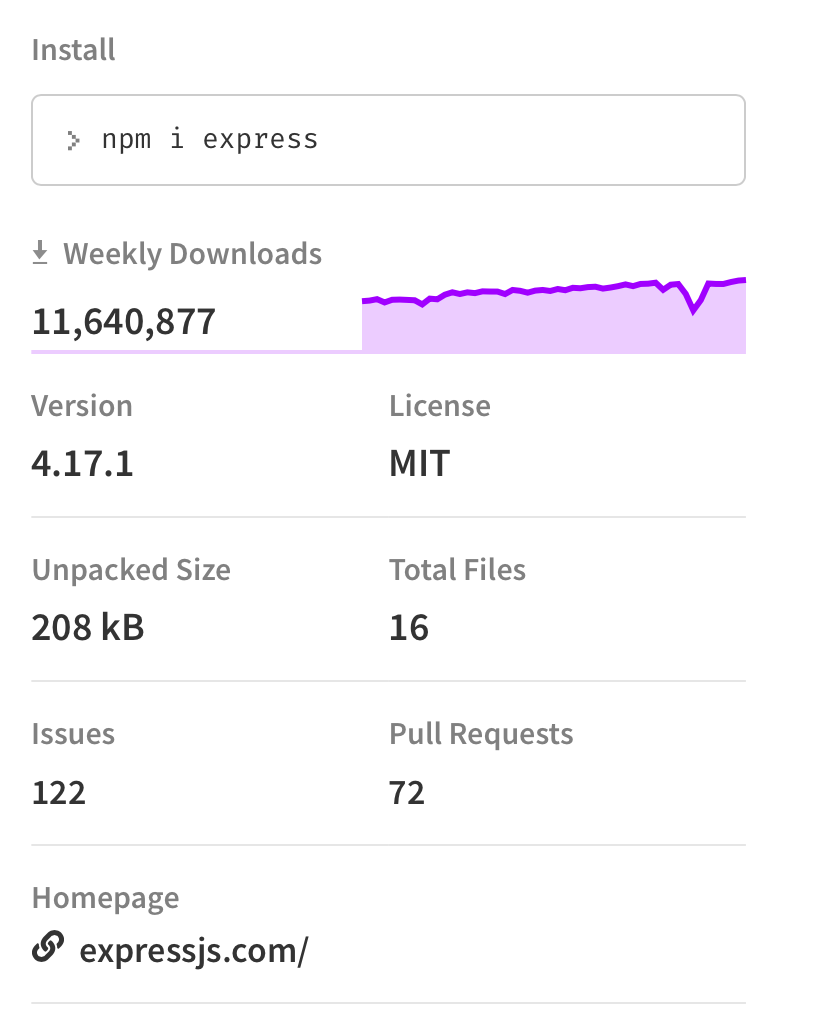 Install
npm i express
Weekly Downloads
11,640,877
Version
License
4.17.1
MIT
Unpacked Size
Total Files
208 kB
16
Issues
Pull Requests
122
72
Homepage
expressjs.com/